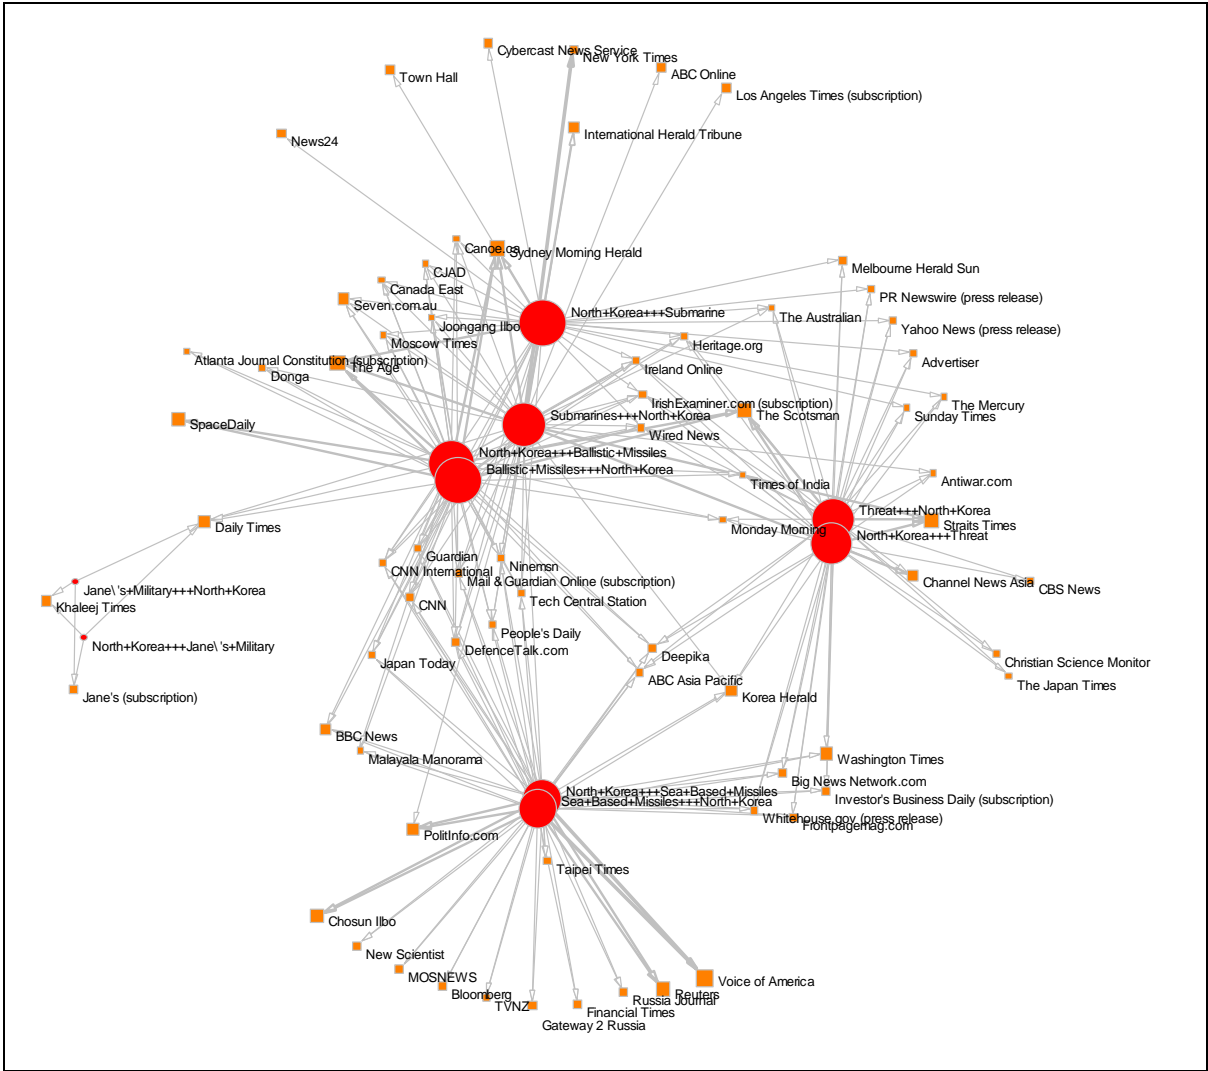 Cybercast News Service
New York Times
ABC Online
Town Hall
Los Angeles Times (subscription)
International Herald Tribune
News24
Canoe.ca
Sydney Morning Herald
Melbourne Herald Sun
CJAD
Canada East
PR Newswire (press release)
Seven.com.au
North+Korea+++Submarine
The Australian
Joongang Ilbo
Yahoo News (press release)
Moscow Times
Heritage.org
Atlanta Journal Constitution (subscription)
The Age
Advertiser
Ireland Online
Donga
IrishExaminer.com (subscription)
The Mercury
Submarines+++North+Korea
The Scotsman
Sunday Times
SpaceDaily
Wired News
North+Korea+++Ballistic+Missiles
Ballistic+Missiles+++North+Korea
Antiwar.com
Times of India
Threat+++North+Korea
Daily Times
Monday Morning
Straits Times
North+Korea+++Threat
Guardian
Ninemsn
CNN International
Mail & Guardian Online (subscription)
Channel News Asia
CBS News
Jane\ 's+Military+++North+Korea
Tech Central Station
Khaleej Times
CNN
People's Daily
North+Korea+++Jane\ 's+Military
DefenceTalk.com
Deepika
Japan Today
Christian Science Monitor
ABC Asia Pacific
The Japan Times
Jane's (subscription)
Korea Herald
BBC News
Malayala Manorama
Washington Times
Big News Network.com
North+Korea+++Sea+Based+Missiles
Sea+Based+Missiles+++North+Korea
Investor's Business Daily (subscription)
Whitehouse.gov (press release)
Frontpagemag.com
PolitInfo.com
Taipei Times
Chosun Ilbo
New Scientist
MOSNEWS
Voice of America
Bloomberg
Reuters
Russia Journal
TVNZ
Financial Times
Gateway 2 Russia